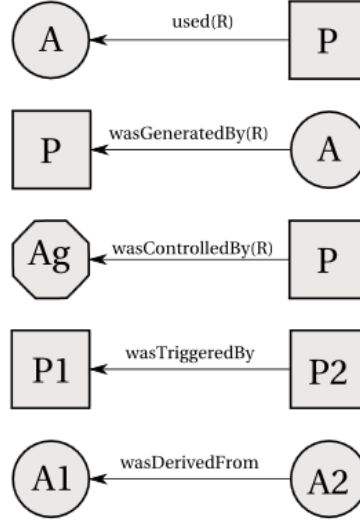 A used(R) P
P wasGeneratedBy(R) A
Ag wasControlledBy(R) P
P1 wasTriggeredBy P2
A1 wasDerivedFrom A2